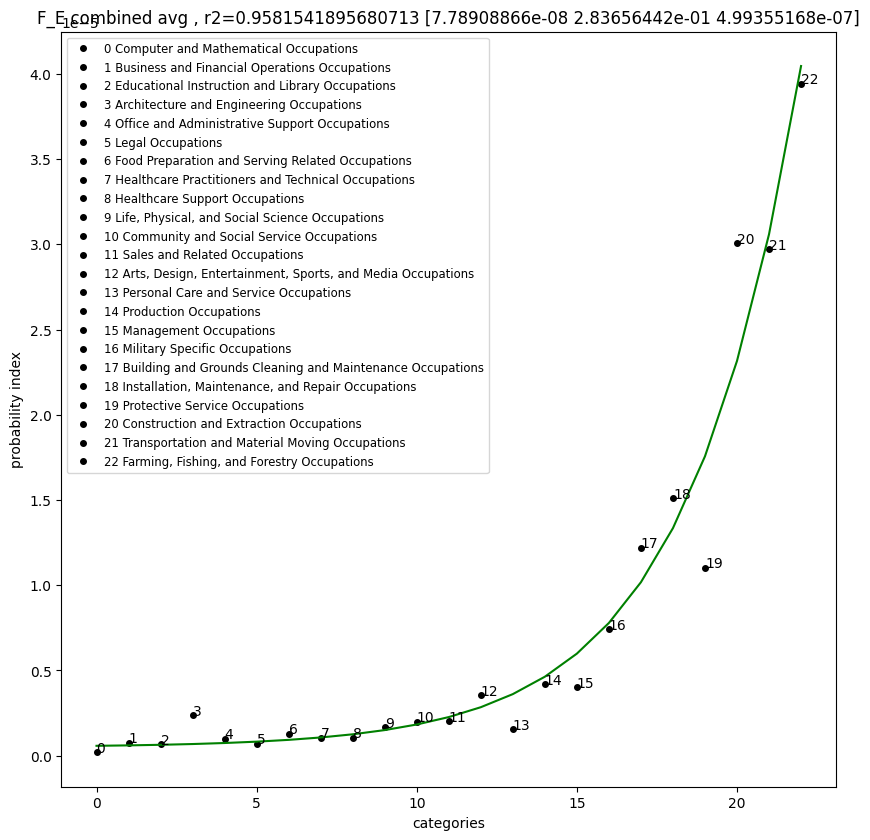 F_E combined avg , r2=0.9581541895680713 [7.78908866e-08 2.83656442e-01 4.99355168e-07]
1e−5
0 Computer and Mathematical Occupations
1 Business and Financial Operations Occupations
2 Educational Instruction and Library Occupations
3 Architecture and Engineering Occupations
4 Office and Administrative Support Occupations
5 Legal Occupations
6 Food Preparation and Serving Related Occupations
7 Healthcare Practitioners and Technical Occupations
8 Healthcare Support Occupations
9 Life, Physical, and Social Science Occupations
10 Community and Social Service Occupations
11 Sales and Related Occupations
12 Arts, Design, Entertainment, Sports, and Media Occupations
13 Personal Care and Service Occupations
14 Production Occupations
15 Management Occupations
16 Military Specific Occupations
17 Building and Grounds Cleaning and Maintenance Occupations
18 Installation, Maintenance, and Repair Occupations
19 Protective Service Occupations
20 Construction and Extraction Occupations
21 Transportation and Material Moving Occupations
22 Farming, Fishing, and Forestry Occupations
4.0
3.5
3.0
2.5
2.0
1.5
1.0
0.5
0.0
probability index
0
1
2
3
4
5
6
7
8
9
10
11
12
13
14
15
16
17
18
19
20
21
22
0
5
10
15
20
categories